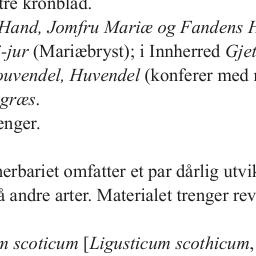 tre kronblad.
Hand, Jomfru Mariæ og Fandens
-jur (Mariæbryst); i Innherred Gjet
ouvendel, Huvendel (konferer med
græs.
enger.
herbariet omfatter et par dårlig utvik
å andre arter. Materialet trenger rev
m scoticum [Ligusticum scothicum,